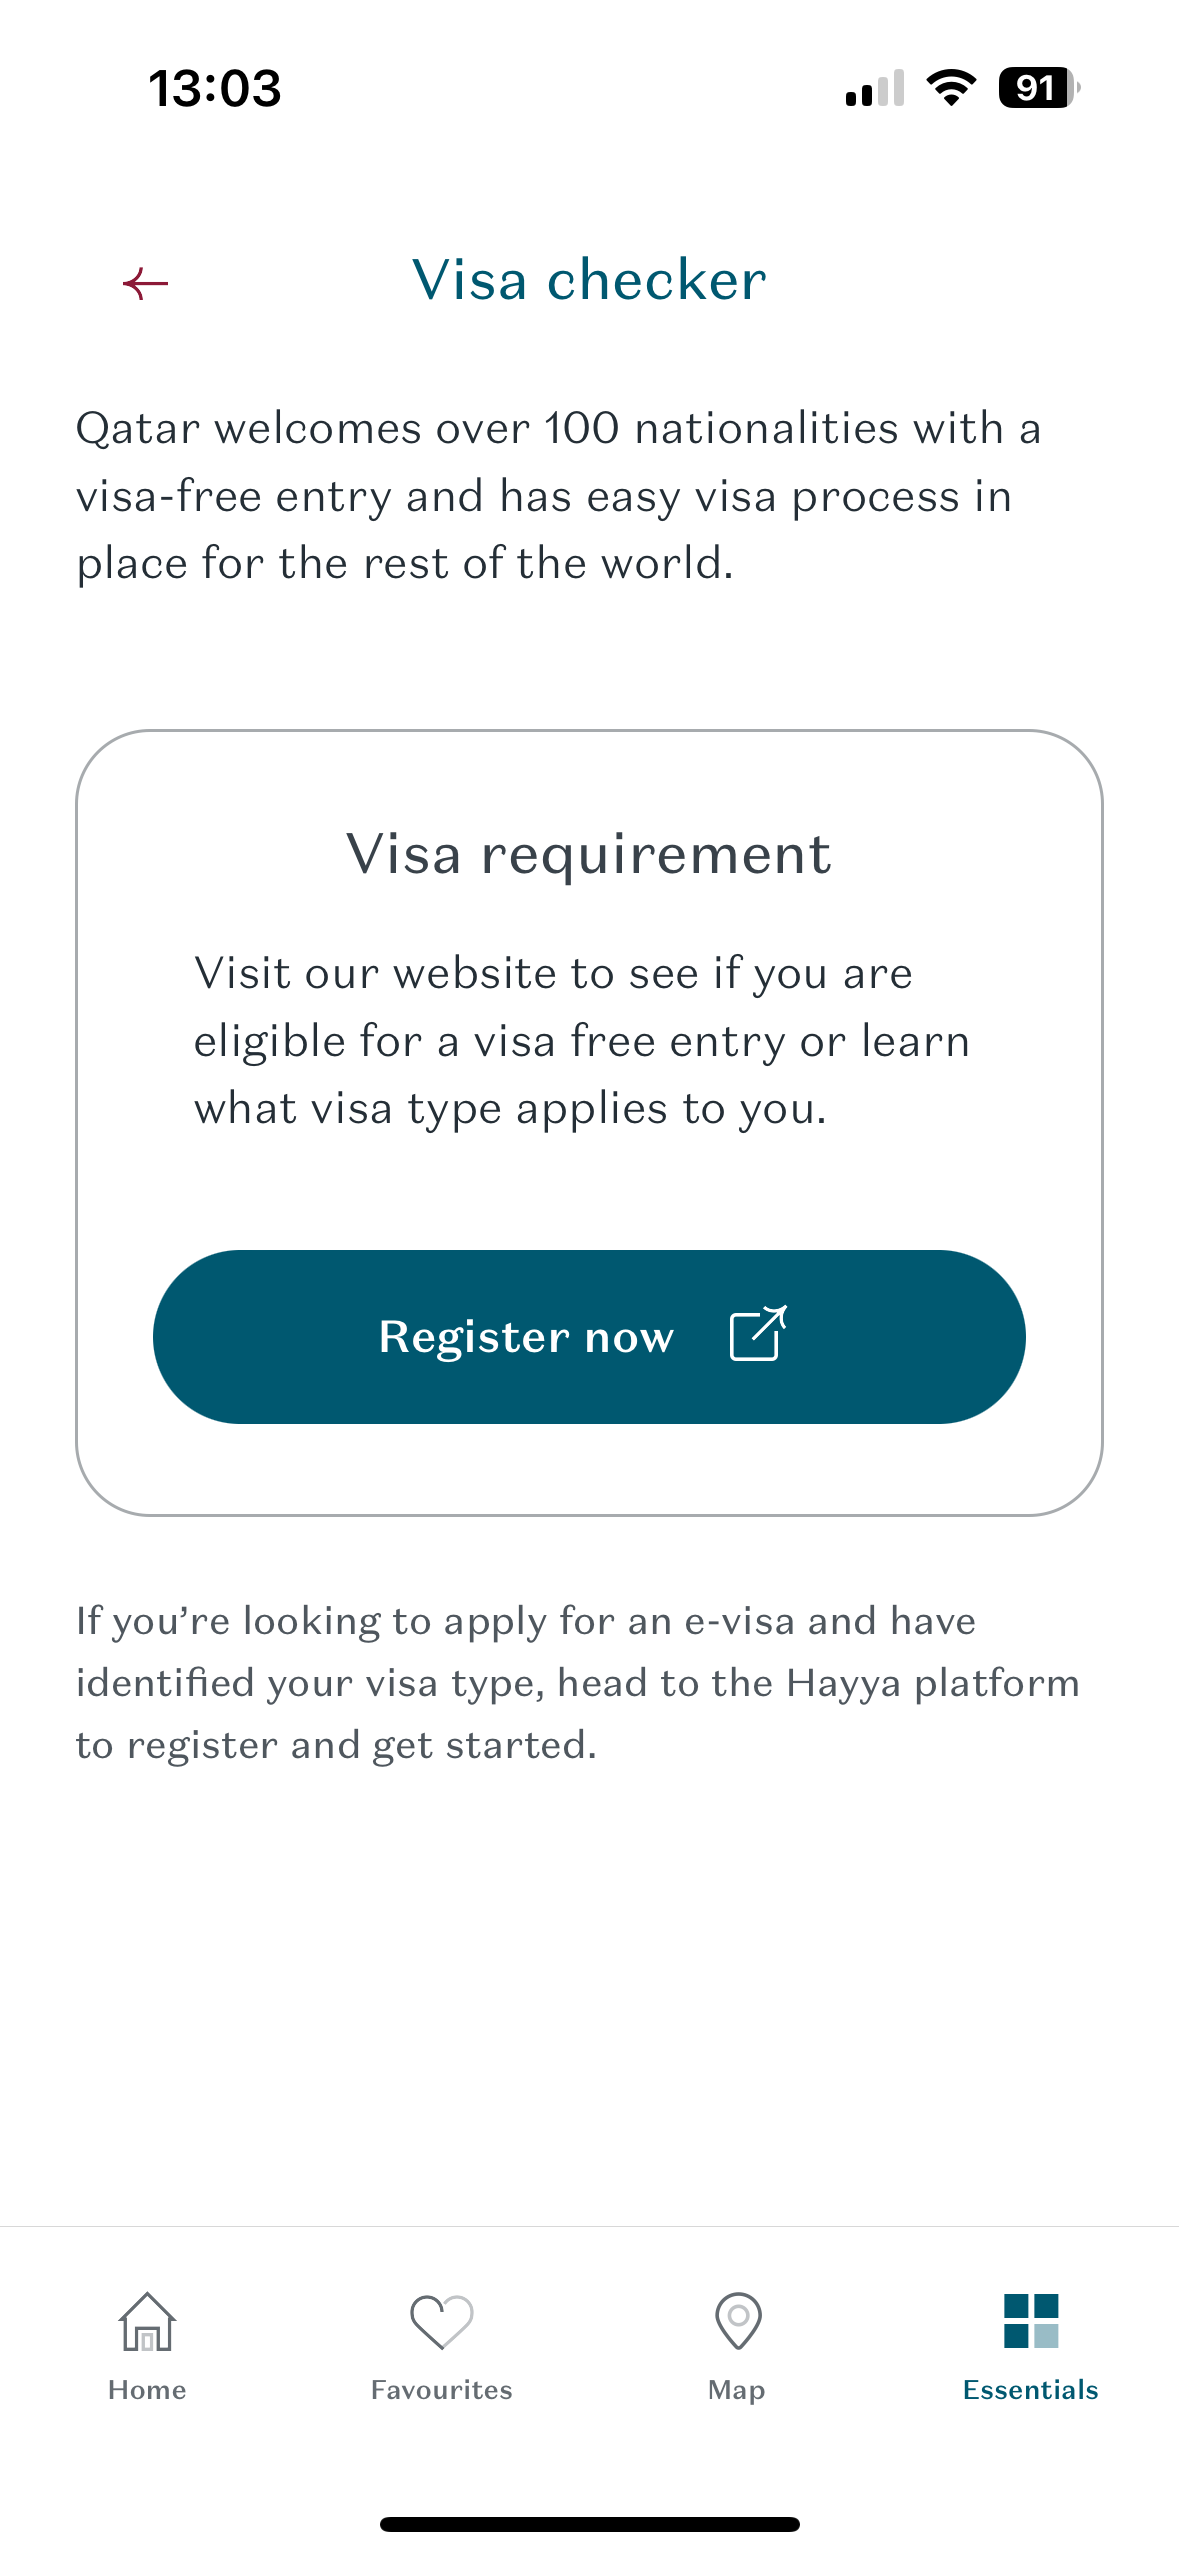 13:03
91
Visa checker
Qatar welcomes over 100 nationalities with a
visa-free entry and has easy visa process in
place for the rest of the world.
Visa requirement
Visit our website to see if you are
eligible for a visa free entry or learn
what visa type applies to you.
Register now
If you’re looking to apply for an e-visa and have
identified your visa type, head to the Hayya platform
to register and get started.
Home
Favourites
Map
Essentials